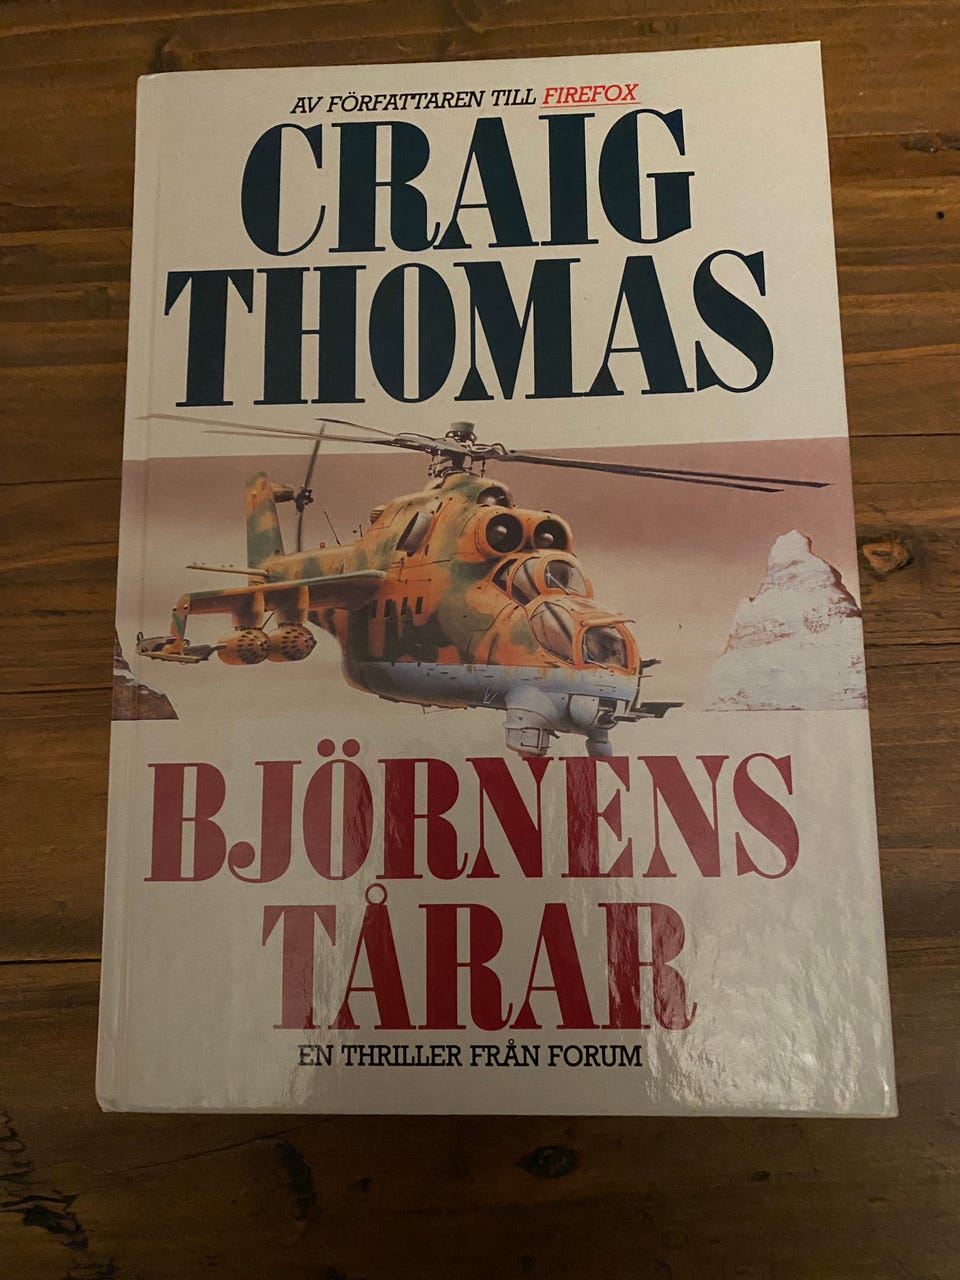 AV FÖRFATTAREN TILL FIREFOX
CRAIG
THOMAS
BJÖRNENS
TÅRAR
EN THRILLER FRÅN FORUM